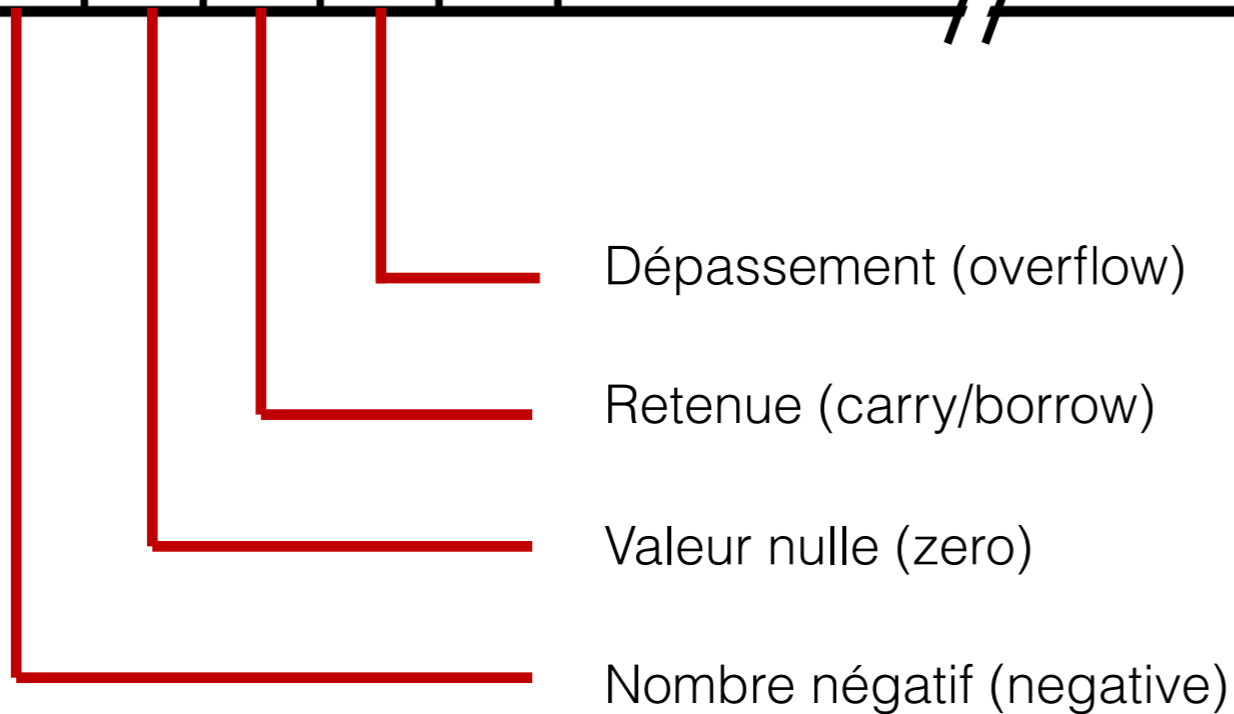 Dépassement (overflow)
Retenue (carry/borrow)
Valeur nulle (zero)
Nombre négatif (negative)